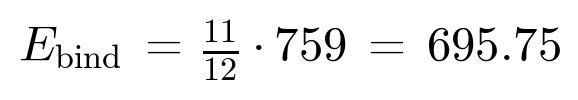 E_bind = 11/12 · 759 = 695.75